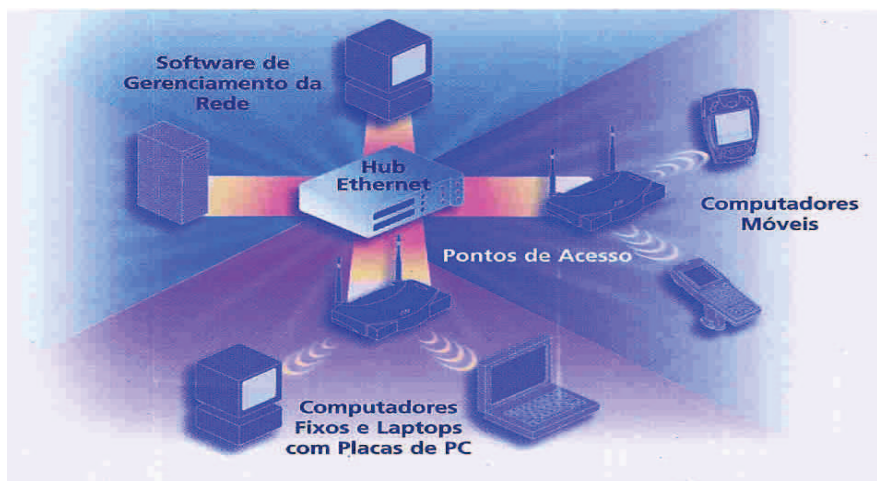 Software de
Gerenciamento da
Rede
Hub
Ethernet
Computadores
Móveis
Pontos de Acesso
Computadores
Fixos e Laptops
com Placas de PC